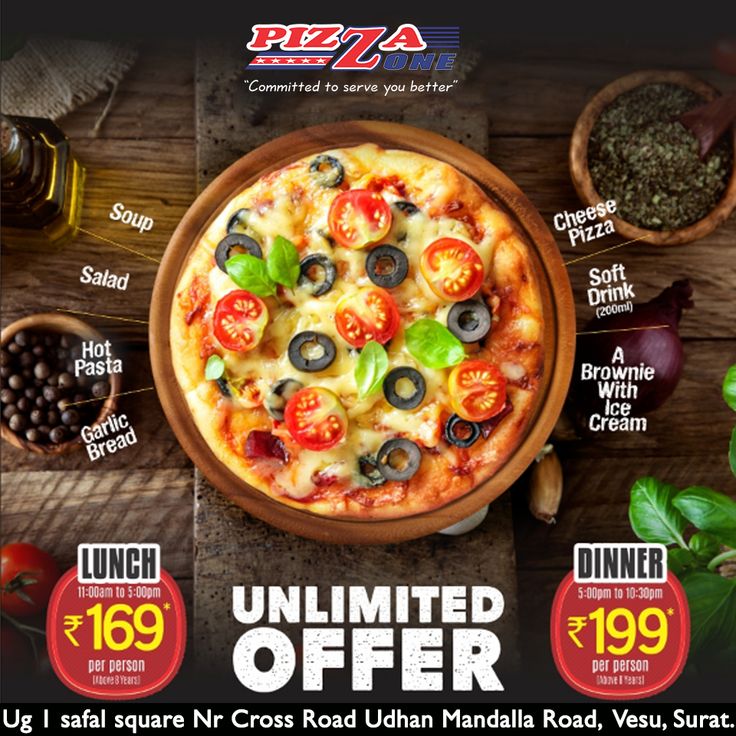 PIZZA
ZONE
“Committed to serve you better”
Soup
Salad
Hot
Pasta
Garlic
Bread
Cheese
Pizza
Soft
Drink
(200ml)
A
Brownie
With
Ice
Cream
LUNCH
11:00am to 5:00pm
₹169*
per person
(Above 8 Years)
UNLIMITED
OFFER
DINNER
5:00pm to 10:30pm
₹199*
per person
(Above 8 Years)
Ug 1 safal square Nr Cross Road Udhan Mandalla Road, Vesu, Surat.